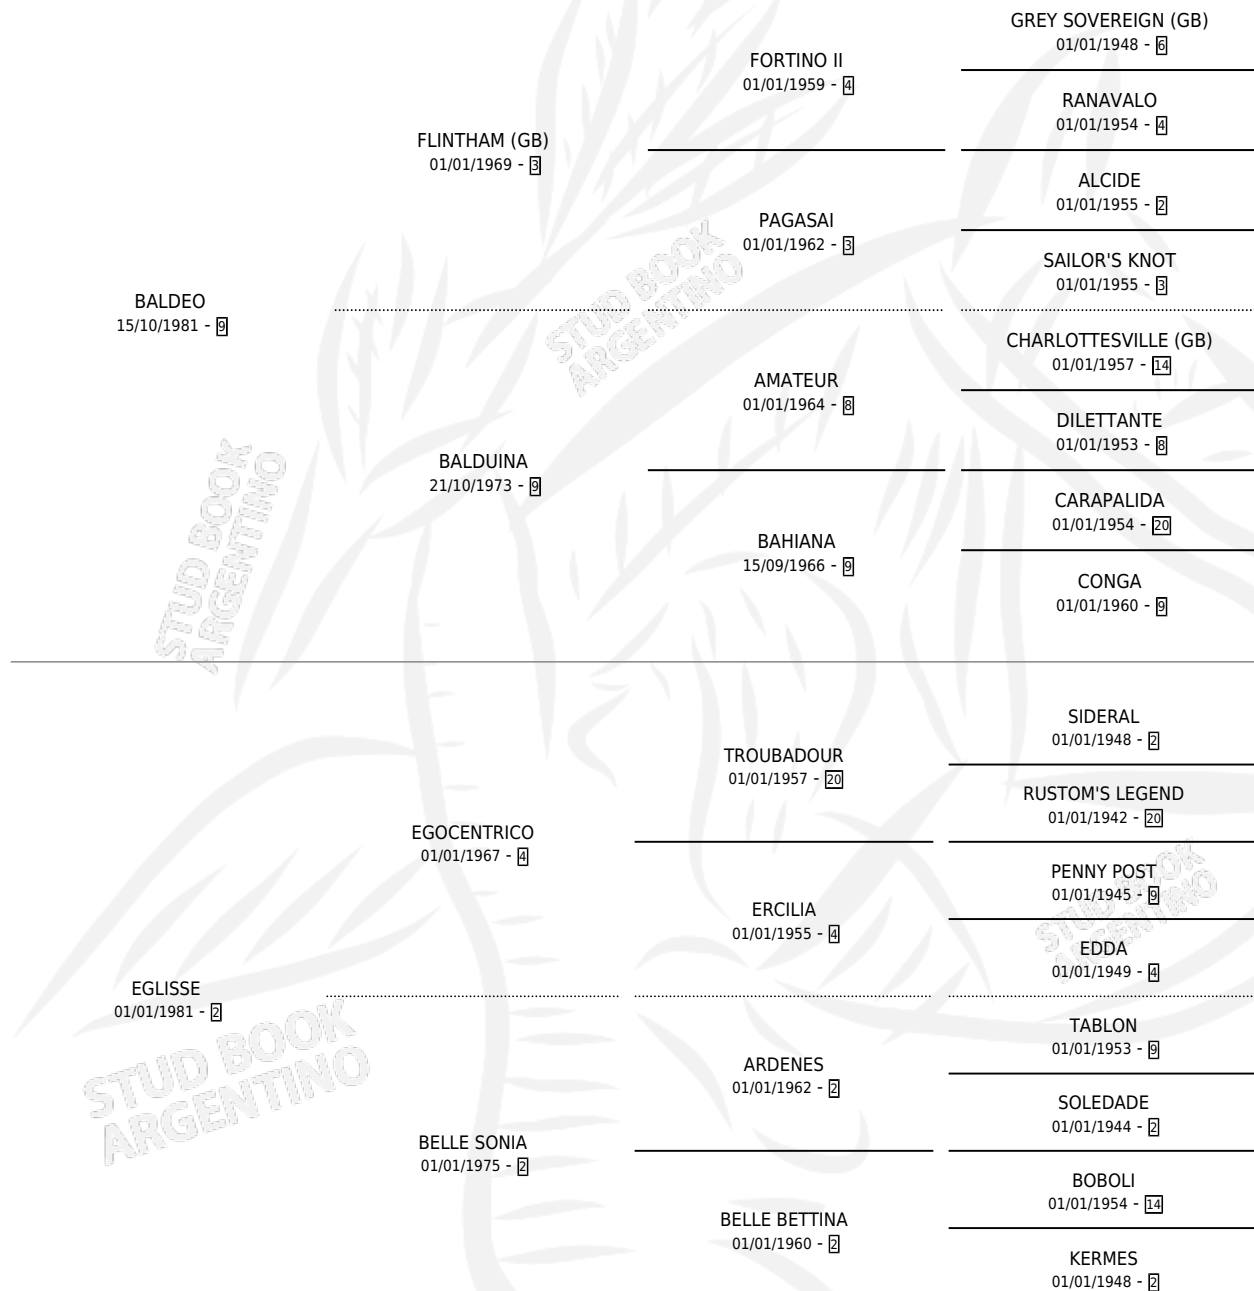 GREY SOVEREIGN (GB)
01/01/1948 - 6
FORTINO II
01/01/1959 - 4
RANAVALO
01/01/1954 - 4
FLINTHAM (GB)
01/01/1969 - 3
ALCIDE
01/01/1955 - 2
PAGASAI
01/01/1962 - 3
SAILOR'S KNOT
01/01/1955 - 3
BALDEO
15/10/1981 - 9
CHARLOTTESVILLE (GB)
01/01/1957 - 14
AMATEUR
01/01/1964 - 8
DILETTANTE
01/01/1953 - 8
BALDUINA
21/10/1973 - 9
CARAPALIDA
01/01/1954 - 20
BAHIANA
15/09/1966 - 9
CONGA
01/01/1960 - 9
SIDERAL
01/01/1948 - 2
TROUBADOUR
01/01/1957 - 20
RUSTOM'S LEGEND
01/01/1942 - 20
EGOCENTRICO
01/01/1967 - 4
PENNY POST
01/01/1945 - 9
ERCILIA
01/01/1955 - 4
EDDA
01/01/1949 - 4
EGLISSE
01/01/1981 - 2
TABLON
01/01/1953 - 9
ARDENES
01/01/1962 - 2
SOLEDADE
01/01/1944 - 2
BELLE SONIA
01/01/1975 - 2
BOBOLI
01/01/1954 - 14
BELLE BETTINA
01/01/1960 - 2
KERMES
01/01/1948 - 2
STUD BOOK
ARGENTINO
STUD BOOK
ARGENTINO
STUD BOOK
ARGENTINO
STUD BOOK
ARGENTINO